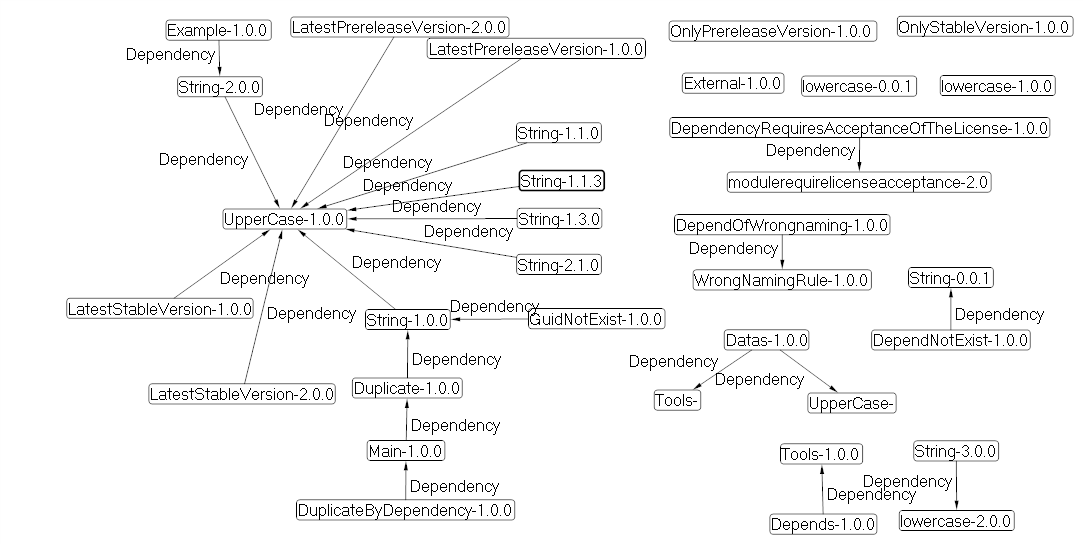 Example-1.0.0
LatestPrereleaseVersion-2.0.0
LatestPrereleaseVersion-1.0.0
OnlyPrereleaseVersion-1.0.0
OnlyStableVersion-1.0.0
Dependency
String-2.0.0
External-1.0.0
lowercase-0.0.1
lowercase-1.0.0
Dependency
Dependency
String-1.1.0
DependencyRequiresAcceptanceOfTheLicense-1.0.0
Dependency
Dependency
Dependency
Dependency
String-1.1.3
modulerequirelicenseacceptance-2.0
Dependency
UpperCase-1.0.0
String-1.3.0
DependOfWrongnaming-1.0.0
Dependency
Dependency
Dependency
String-2.1.0
Dependency
WrongNamingRule-1.0.0
String-0.0.1
LatestStableVersion-1.0.0
Dependency
Dependency
String-1.0.0
GuidNotExist-1.0.0
Dependency
DependNotExist-1.0.0
Datas-1.0.0
Dependency
Dependency
Dependency
LatestStableVersion-2.0.0
Duplicate-1.0.0
Tools-
UpperCase-
Dependency
Main-1.0.0
Tools-1.0.0
String-3.0.0
Dependency
Dependency
Dependency
DuplicateByDependency-1.0.0
Depends-1.0.0
lowercase-2.0.0